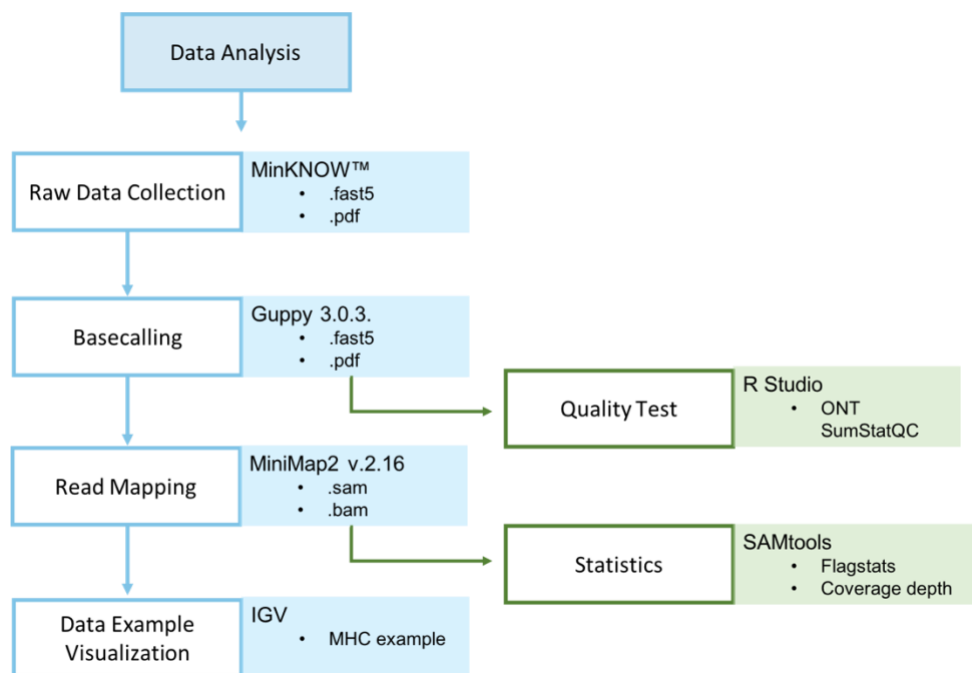 Data Analysis
Raw Data Collection
MinKNOW™
• .fast5
• .pdf
Basecalling
Guppy 3.0.3.
• .fast5
• .pdf
Quality Test
R Studio
• ONT
SumStatQC
Read Mapping
MiniMap2 v.2.16
• .sam
• .bam
Statistics
SAMtools
• Flagstats
• Coverage depth
Data Example
Visualization
IGV
• MHC example